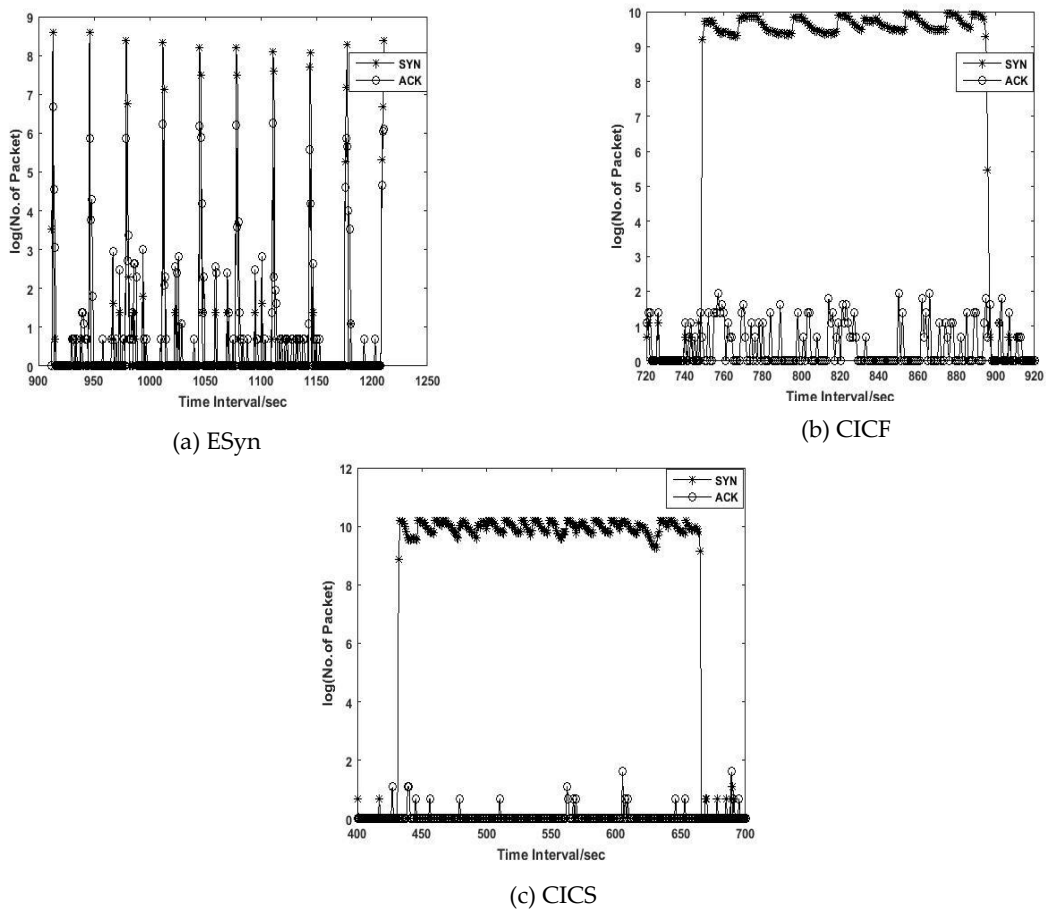 9
8
7
6
5
4
3
2
1
0
log(No.of Packet)
SYN
ACK
900 950 1000 1050 1100 1150 1200 1250
Time Interval/sec
(a) ESyn
10
9
8
7
6
5
4
3
2
1
0
log(No.of Packet)
SYN
ACK
720 740 760 780 800 820 840 860 880 900 920
Time Interval/sec
(b) CICF
12
10
8
6
4
2
0
log(No.of Packet)
SYN
ACK
400 450 500 550 600 650 700
Time Interval/sec
(c) CICS